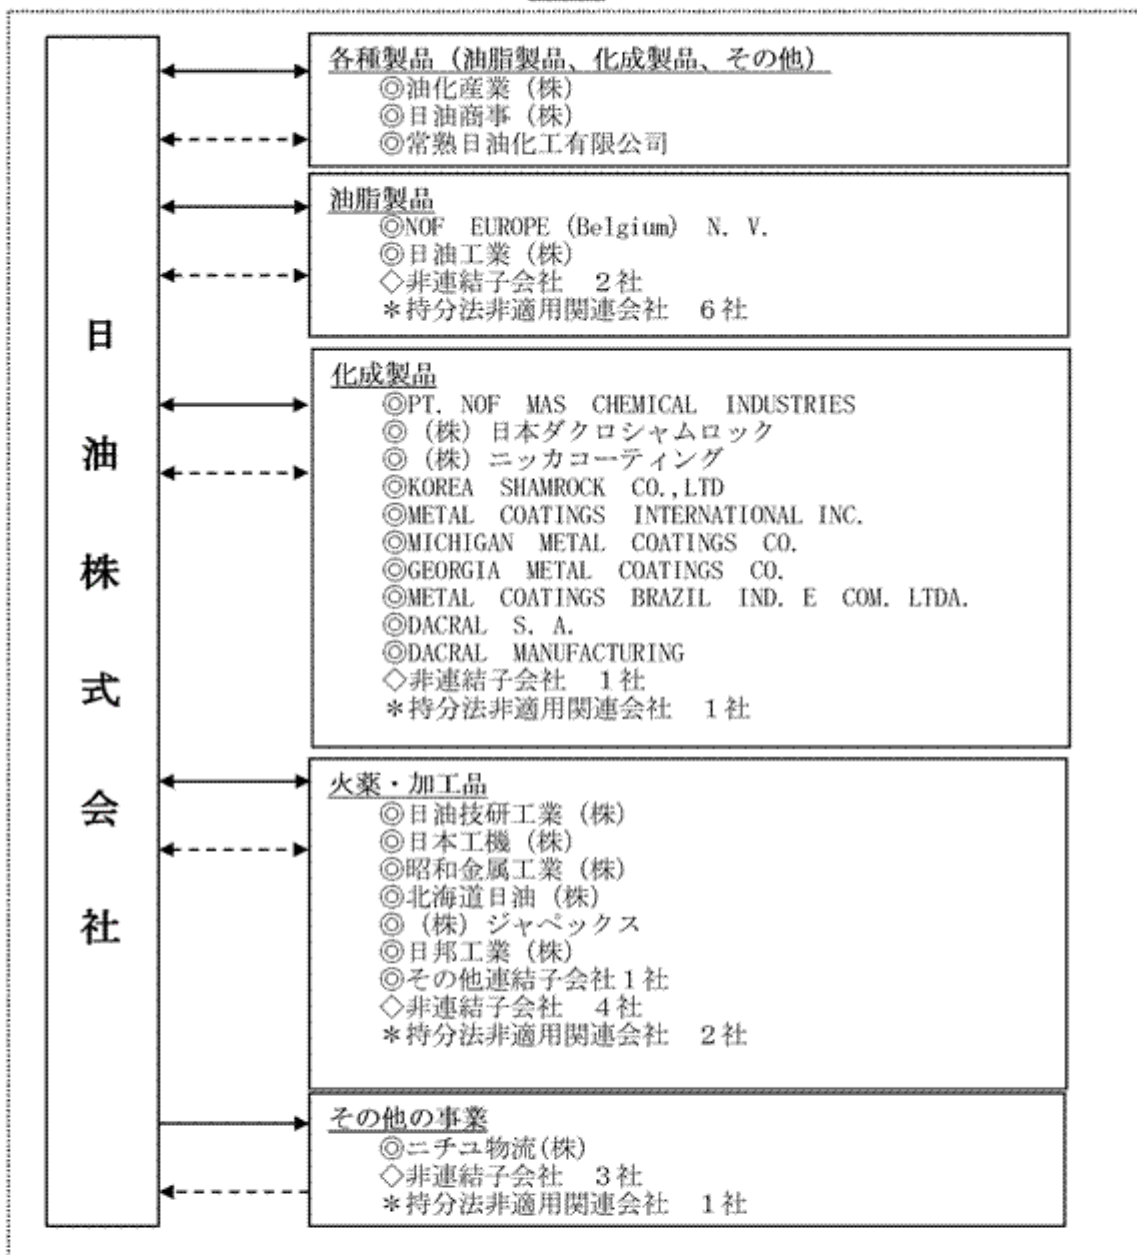 日油株式会社
各種製品(油脂製品、化成製品、その他)
◎油化産業(株)
◎日油商事(株)
◎常熟日油化工有限公司
油脂製品
◎NOF EUROPE (Belgium) N. V.
◎日油工業(株)
◇非連結子会社 2社
*持分法非適用関連会社 6社
化成製品
◎PT. NOF MAS CHEMICAL INDUSTRIES
◎(株)日本ダクロシャムロック
◎(株)ニッカコーティング
◎KOREA SHAMROCK CO.,LTD
◎METAL COATINGS INTERNATIONAL INC.
◎MICHIGAN METAL COATINGS CO.
◎GEORGIA METAL COATINGS CO.
◎METAL COATINGS BRAZIL IND. E COM. LTDA.
◎DACRAL S. A.
◎DACRAL MANUFACTURING
◇非連結子会社 1社
*持分法非適用関連会社 1社
火薬・加工品
◎日油技研工業(株)
◎日本工機(株)
◎昭和金属工業(株)
◎北海道日油(株)
◎(株)ジャペックス
◎日邦工業(株)
◎その他連結子会社1社
◇非連結子会社 4社
*持分法非適用関連会社 2社
その他の事業
◎ニチユ物流(株)
◇非連結子会社 3社
*持分法非適用関連会社 1社